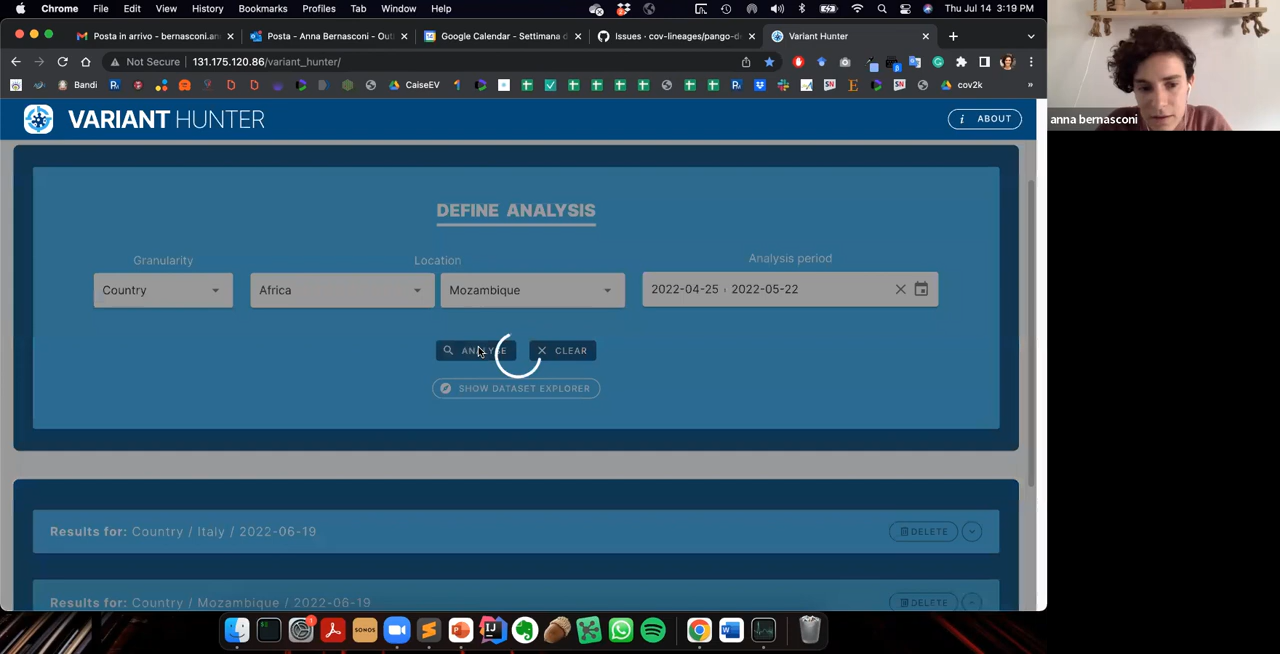 Chrome File Edit View History Bookmarks Profiles Tab Window Help Thu Jul 14 3:19 PM
Posta in arrivo - bernasconi.an Posta - Anna Bernasconi - Out Google Calendar - Settimana d Issues · cov-lineages/pango-d Variant Hunter
Not Secure 131.175.120.86/variant_hunter/
Bandi CaiseEV cov2k
VARIANT HUNTER
i ABOUT
anna bernasconi
DEFINE ANALYSIS
Granularity Location Analysis period
Country Africa Mozambique 2022-04-25 2022-05-22
ANALYSE CLEAR
SHOW DATASET EXPLORER
Results for: Country / Italy / 2022-06-19 DELETE
Results for: Country / Mozambique / 2022-06-19 DELETE
SONOS